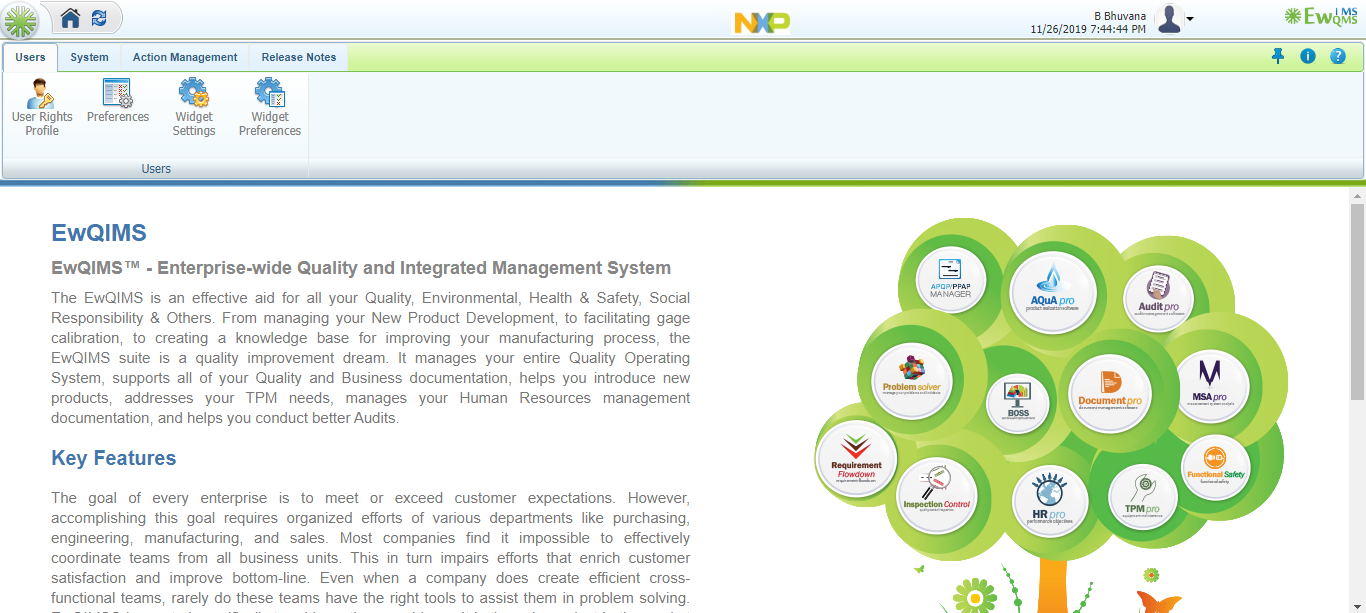 NXP
B Bhuvana
11/26/2019 7:44:44 PM
EwIMS
QMS
Users System Action Management Release Notes
User Rights Profile
Preferences
Widget Settings
Widget Preferences
Users
EwQIMS
EwQIMS™ - Enterprise-wide Quality and Integrated Management System
The EwQIMS is an effective aid for all your Quality, Environmental, Health & Safety, Social
Responsibility & Others. From managing your New Product Development, to facilitating gage
calibration, to creating a knowledge base for improving your manufacturing process, the
EwQIMS suite is a quality improvement dream. It manages your entire Quality Operating
System, supports all of your Quality and Business documentation, helps you introduce new
products, addresses your TPM needs, manages your Human Resources management
documentation, and helps you conduct better Audits.
Key Features
The goal of every enterprise is to meet or exceed customer expectations. However,
accomplishing this goal requires organized efforts of various departments like purchasing,
engineering, manufacturing, and sales. Most companies find it impossible to effectively
coordinate teams from all business units. This in turn impairs efforts that enrich customer
satisfaction and improve bottom-line. Even when a company does create efficient cross-
functional teams, rarely do these teams have the right tools to assist them in problem solving.
APQP/PPAP
MANAGER
AQuA pro
Audit pro
Problem solver
BOSS
Document pro
document management software
MSA pro
Requirement
Flowdown
requirement flowdown
Inspection Control
HR pro
performance objectives
TPM pro
Functional Safety
functional safety